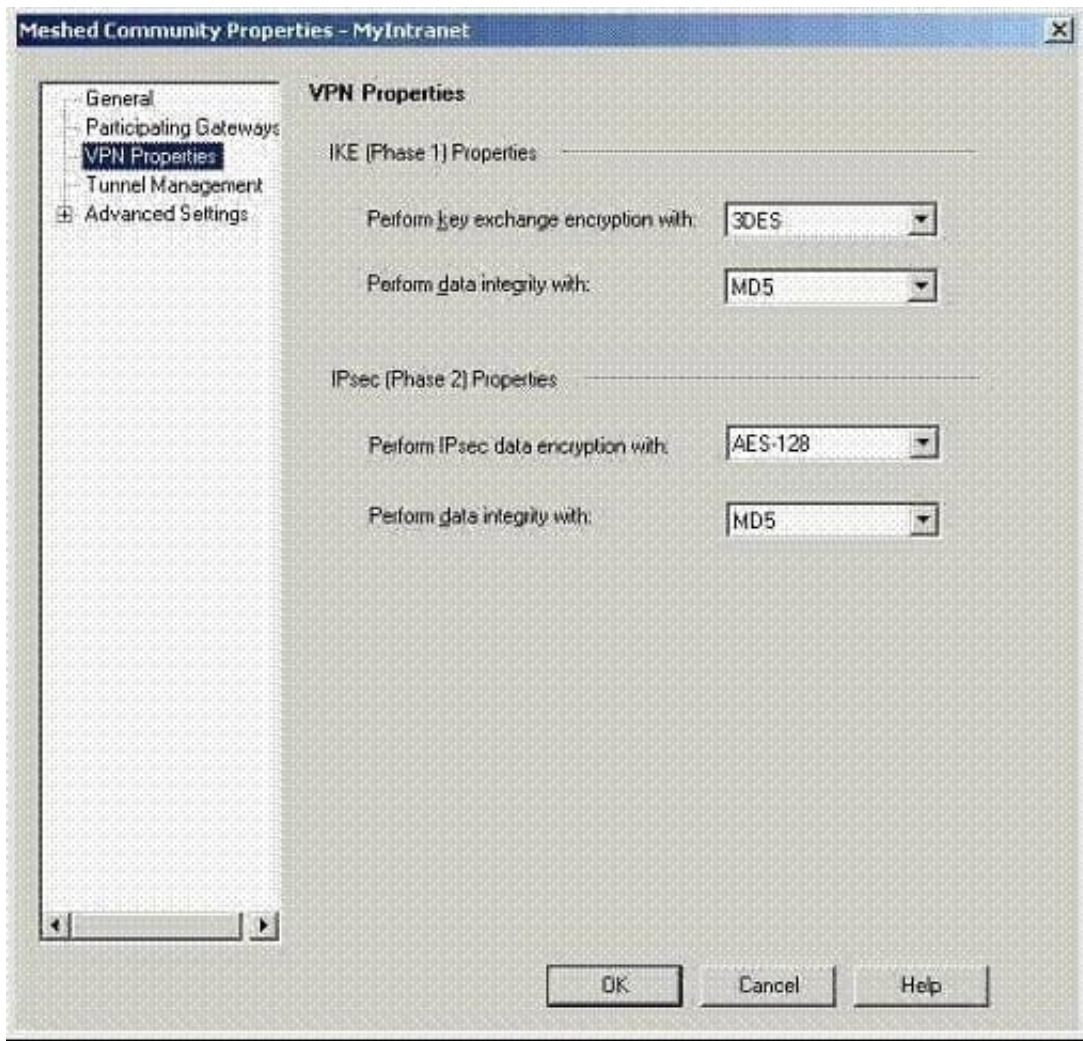 Meshed Community Properties - MyIntranet
General
Participating Gateways
VPN Properties
Tunnel Management
Advanced Settings
VPN Properties
IKE (Phase 1) Properties
Perform key exchange encryption with: 3DES
Perform data integrity with: MD5
IPsec (Phase 2) Properties
Perform IPsec data encryption with: AES-128
Perform data integrity with: MD5
OK Cancel Help